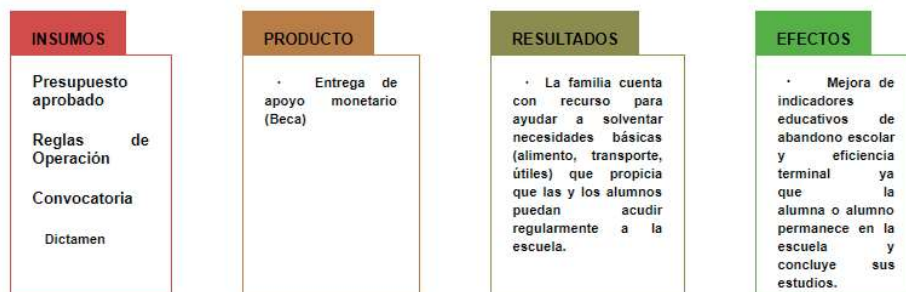 INSUMOS
Presupuesto
aprobado
Reglas de
Operación
Convocatoria
Dictamen
PRODUCTO
· Entrega de
apoyo monetario
(Beca)
RESULTADOS
· La familia cuenta
con recurso para
ayudar a solventar
necesidades básicas
(alimento, transporte,
útiles) que propicia
que las y los alumnos
puedan acudir
regularmente a la
escuela.
EFECTOS
· Mejora de
indicadores
educativos de
abandono escolar
y eficiencia
terminal ya
que la
alumna o alumno
permanece en la
escuela y
concluye sus
estudios.